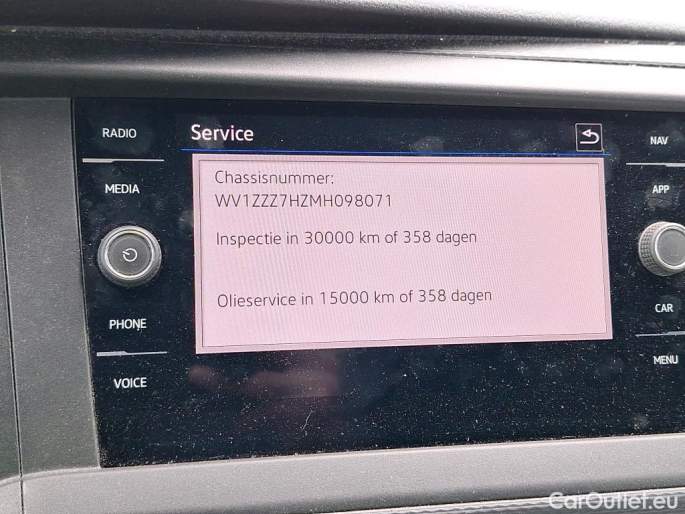 RADIO
Service
NAV
MEDIA
Chassisnummer:
WV1ZZZ7HZMH098071
APP
Inspectie in 30000 km of 358 dagen
Olieservice in 15000 km of 358 dagen
PHONE
CAR
VOICE
MENU
CarOutlet.eu